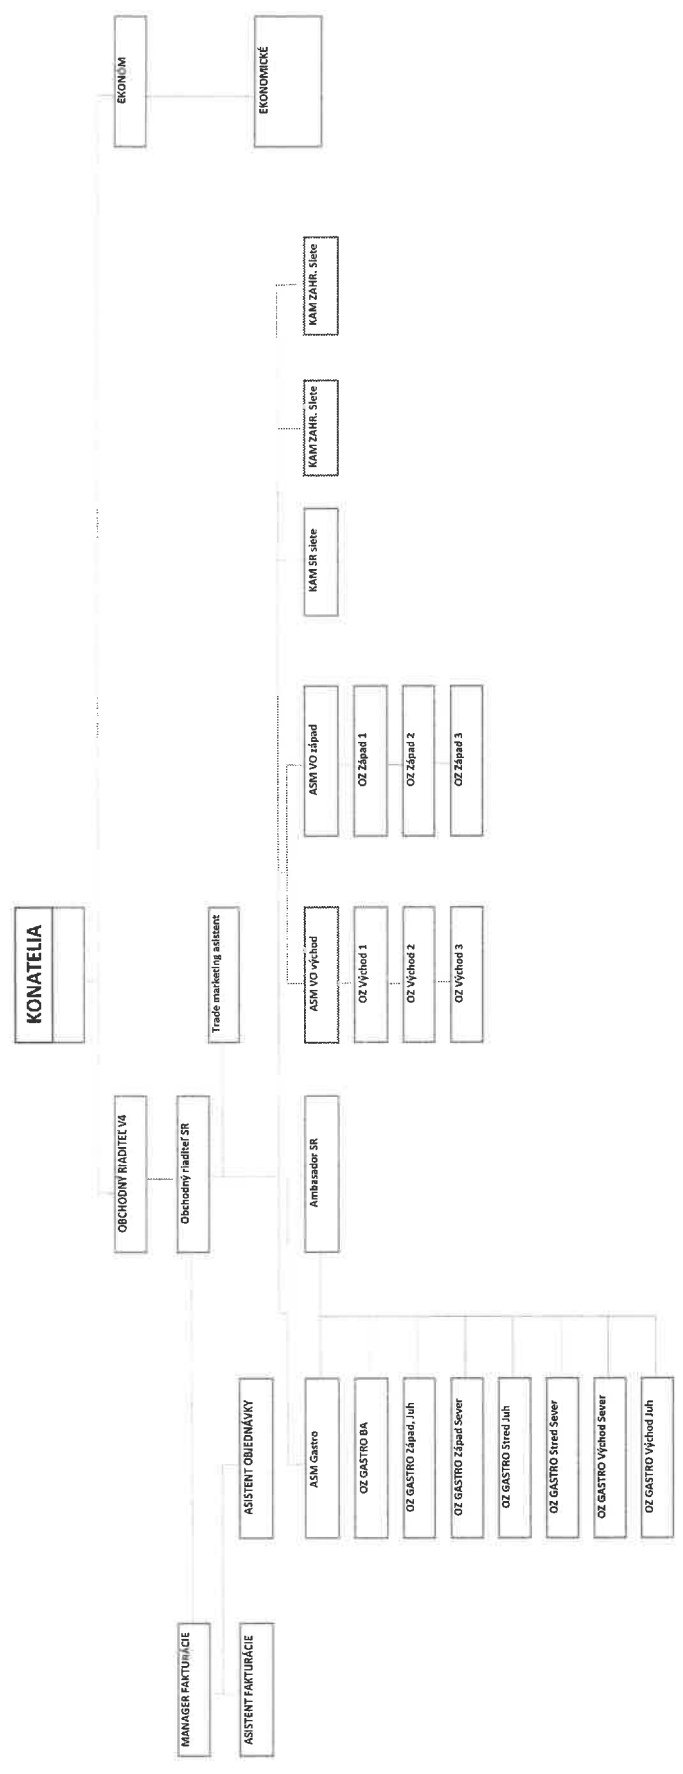 KONATELIA
OBCHODNÝ RIADITEĽ V4
EKONÓM
MANAGER FAKTURÁCIE
Obchodný riaditeľ SR
Trade marketing asistent
EKONOMICKÉ
ASISTENT FAKTURÁCIE
ASISTENT OBJEDNÁVKY
ASM Gastro
Ambasador SR
ASM VO východ
ASM VO západ
KAM SR siete
KAM ZAHR. Siete
KAM ZAHR. Siete
OZ GASTRO BA
OZ Východ 1
OZ Západ 1
OZ GASTRO Západ, Juh
OZ Východ 2
OZ Západ 2
OZ GASTRO Západ Sever
OZ Východ 3
OZ Západ 3
OZ GASTRO Stred Juh
OZ GASTRO Stred Sever
OZ GASTRO Východ Sever
OZ GASTRO Východ Juh